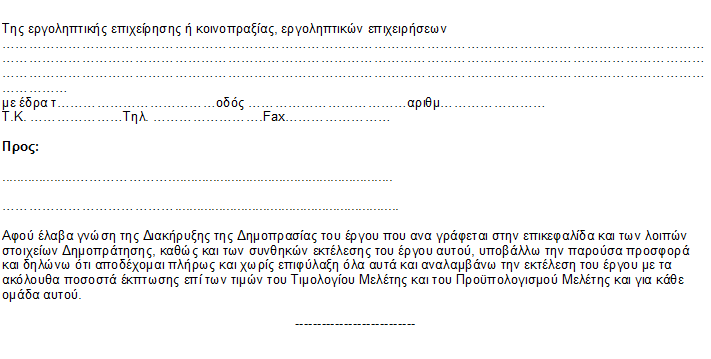 Της εργοληπτικής επιχείρησης ή κοινοπραξίας, εργοληπτικών επιχειρήσεων
……………………………………………………………………………………………………………………………………………
……………………………………………………………………………………………………………………………………………
……………………………………………………………………………………………………………………………………………
……………
με έδρα τ………………………………οδός ………………………………αριθμ……………………
Τ.Κ. …………………Τηλ. …………………….Fax……………………
Προς:
......................…………………..............................................................
……………………………………….................................................
Αφού έλαβα γνώση της Διακήρυξης της Δημοπρασίας του έργου που ανα γράφεται στην επικεφαλίδα και των λοιπών
στοιχείων Δημοπράτησης, καθώς και των συνθηκών εκτέλεσης του έργου αυτού, υποβάλλω την παρούσα προσφορά
και δηλώνω ότι αποδέχομαι πλήρως και χωρίς επιφύλαξη όλα αυτά και αναλαμβάνω την εκτέλεση του έργου με τα
ακόλουθα ποσοστά έκπτωσης επί των τιμών του Τιμολογίου Μελέτης και του Προϋπολογισμού Μελέτης και για κάθε
ομάδα αυτού.
---------------------------